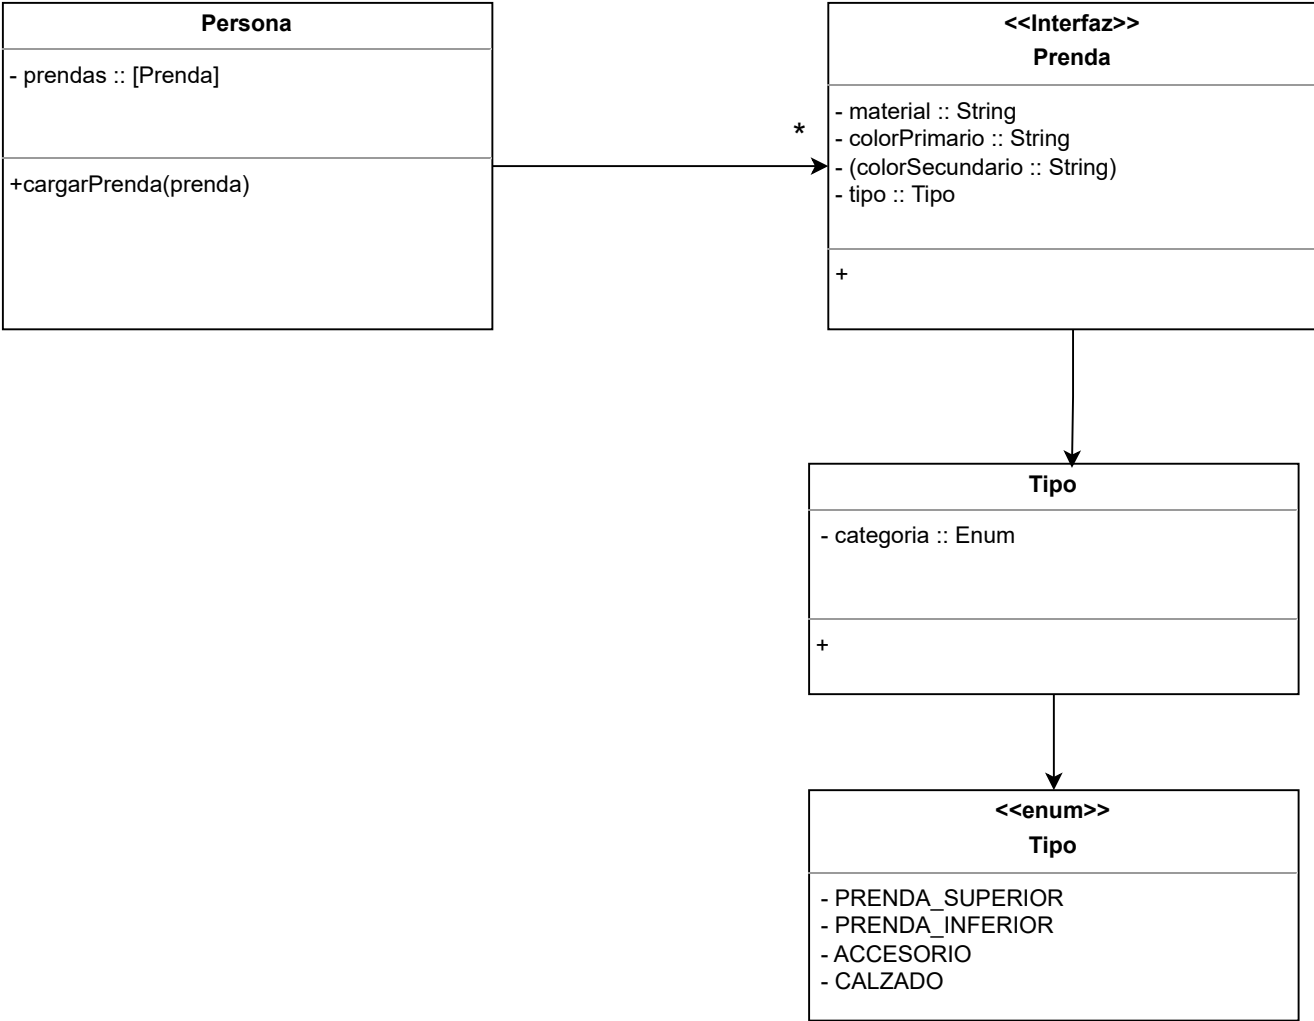 Persona
- prendas :: [Prenda]
+cargarPrenda(prenda)
*
<<Interfaz>>
Prenda
- material :: String
- colorPrimario :: String
- (colorSecundario :: String)
- tipo :: Tipo
+
Tipo
- categoria :: Enum
+
<<enum>>
Tipo
- PRENDA_SUPERIOR
- PRENDA_INFERIOR
- ACCESORIO
- CALZADO